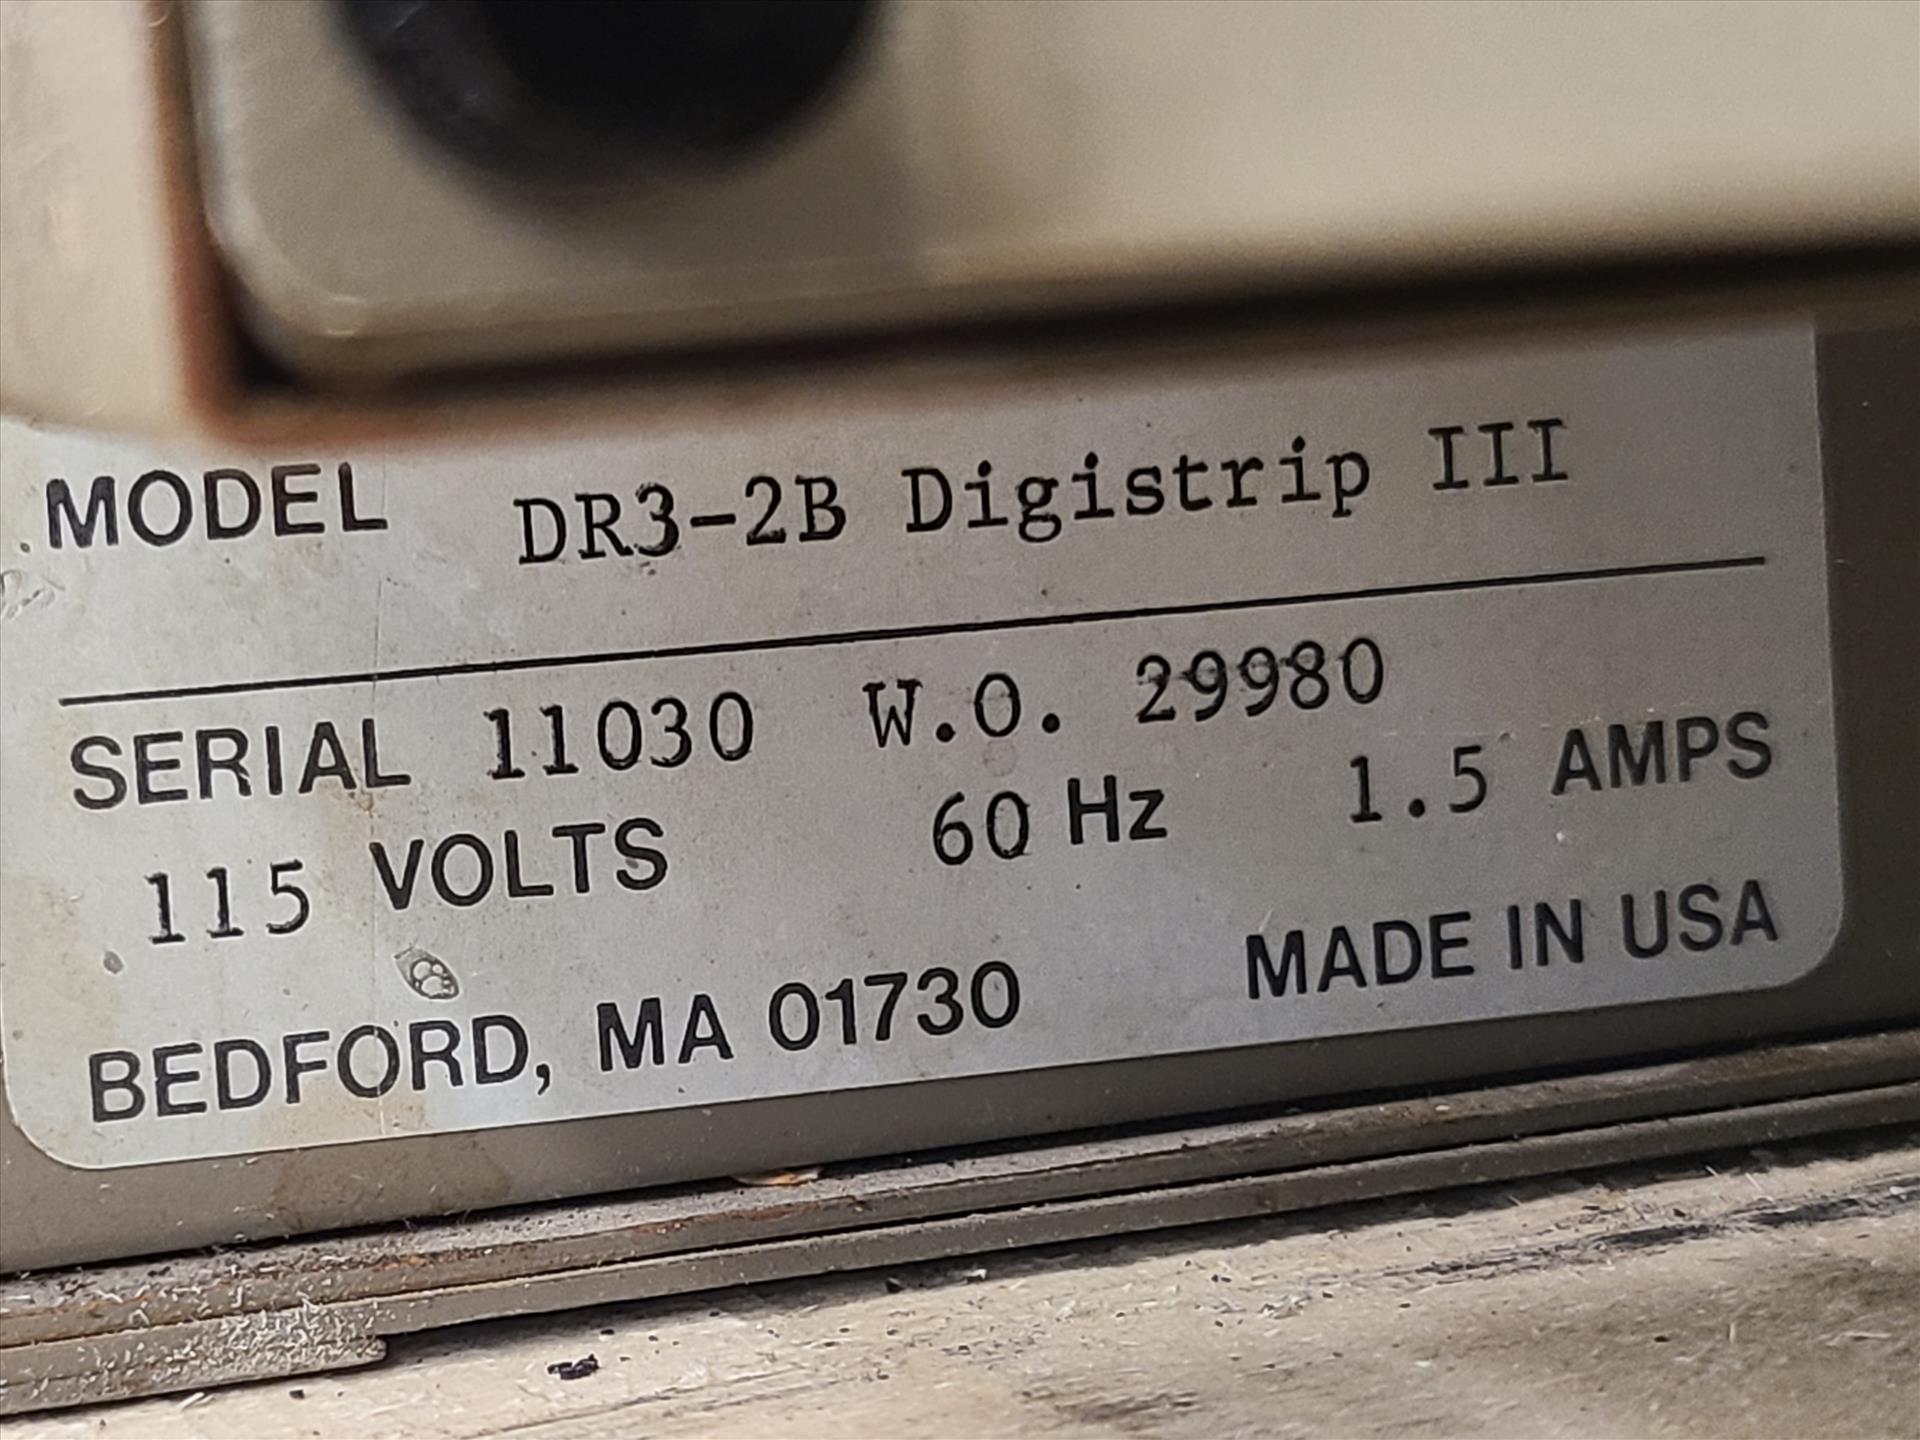 MODEL DR3-2B Digistrip III
SERIAL 11030 W.O. 29980
115 VOLTS 60 Hz 1.5 AMPS
BEDFORD, MA 01730 MADE IN USA